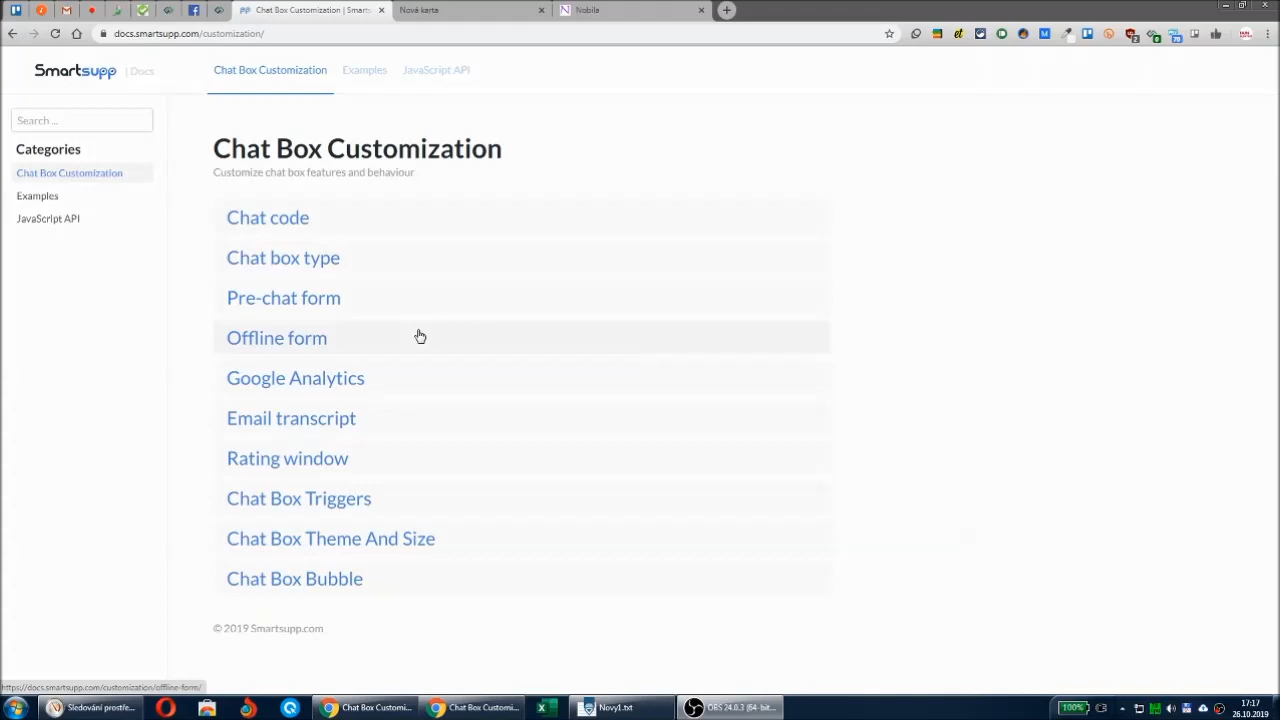 Chat Box Customization | Smarts
Nová karta
Nobile
docs.smartsupp.com/customization/
Smartsupp | Docs
Chat Box Customization
Examples
JavaScript API
Search ...
Categories
Chat Box Customization
Examples
JavaScript API
Chat Box Customization
Customize chat box features and behaviour
Chat code
Chat box type
Pre-chat form
Offline form
Google Analytics
Email transcript
Rating window
Chat Box Triggers
Chat Box Theme And Size
Chat Box Bubble
© 2019 Smartsupp.com
https://docs.smartsupp.com/customization/offline-form/
Sledování prostře...
Chat Box Customi...
Chat Box Customi...
Novy1.txt
OBS 24.0.3 (64-bit...
100%
17:17
26.10.2019